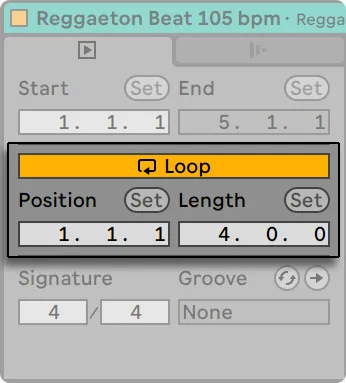 Reggaeton Beat 105 bpm · Regga
Start Set End Set
1. 1. 1 5. 1. 1
Loop
Position Set Length Set
1. 1. 1 4. 0. 0
Signature Groove
4 / 4 None